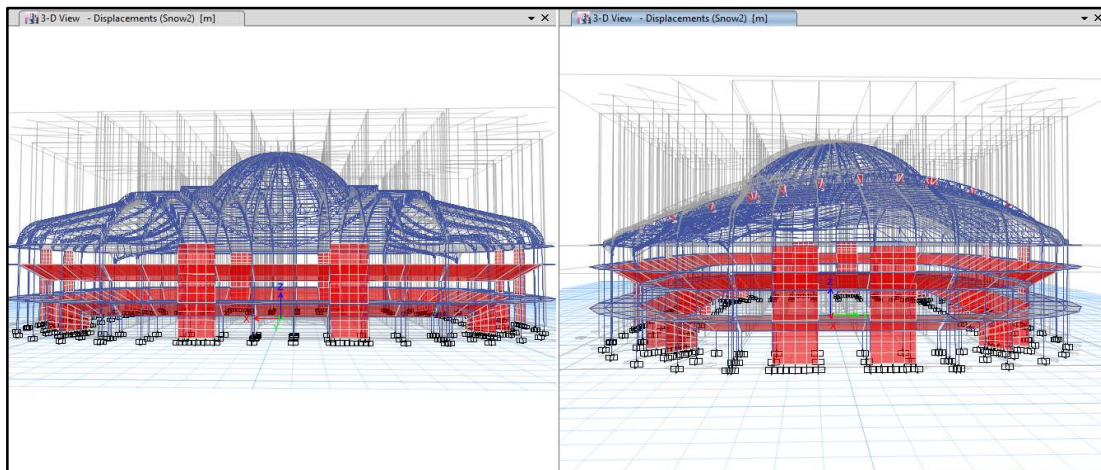 3-D View - Displacements (Snow2) [m]
3-D View - Displacements (Snow2) [m]
Z
X
Z
X